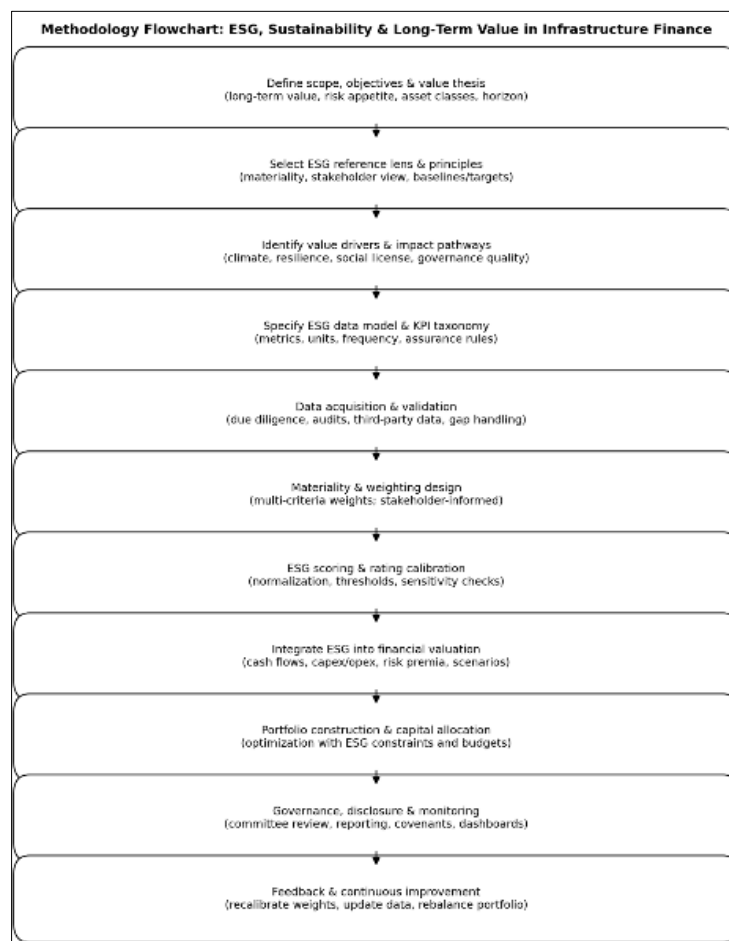 Methodology Flowchart: ESG, Sustainability & Long-Term Value in Infrastructure Finance
Define scope, objectives & value thesis
(long-term value, risk appetite, asset classes, horizon)
Select ESG reference lens & principles
(materiality, stakeholder view, baselines/targets)
Identify value drivers & impact pathways
(climate, resilience, social license, governance quality)
Specify ESG data model & KPI taxonomy
(metrics, units, frequency, assurance rules)
Data acquisition & validation
(due diligence, audits, third-party data, gap handling)
Materiality & weighting design
(multi-criteria weights; stakeholder-informed)
ESG scoring & rating calibration
(normalization, thresholds, sensitivity checks)
Integrate ESG into financial valuation
(cash flows, capex/opex, risk premia, scenarios)
Portfolio construction & capital allocation
(optimization with ESG constraints and budgets)
Governance, disclosure & monitoring
(committee review, reporting, covenants, dashboards)
Feedback & continuous improvement
(recalibrate weights, update data, rebalance portfolio)